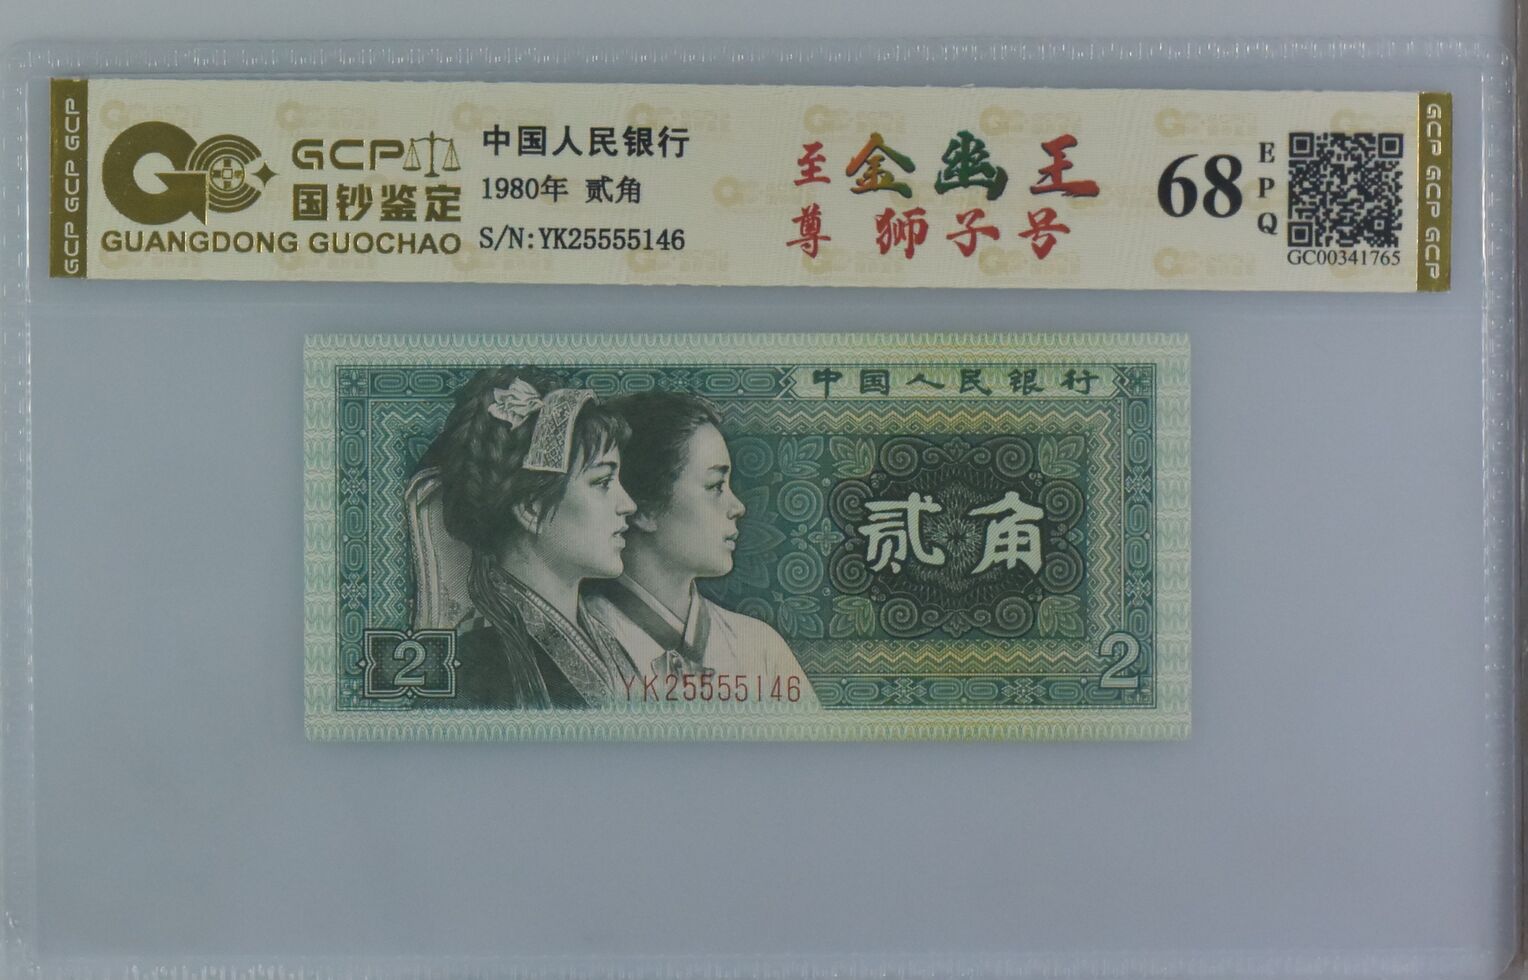 GCP GCP GCP
GCP
国钞鉴定
GUANGDONG GUOCHAO
中国人民银行
1980年 贰角
S/N:YK25555146
至尊
金幽王
狮子号
68
EPQ
GC00341765
GCP GCP GCP
中国人民银行
贰角
2
YK25555146
2